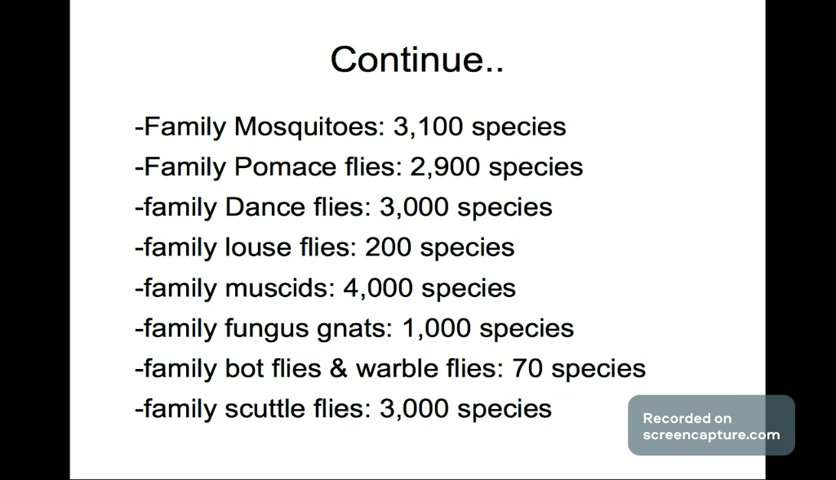 Continue..
-Family Mosquitoes: 3,100 species
-Family Pomace flies: 2,900 species
-family Dance flies: 3,000 species
-family louse flies: 200 species
-family muscids: 4,000 species
-family fungus gnats: 1,000 species
-family bot flies & warble flies: 70 species
-family scuttle flies: 3,000 species
Recorded on
screencapture.com